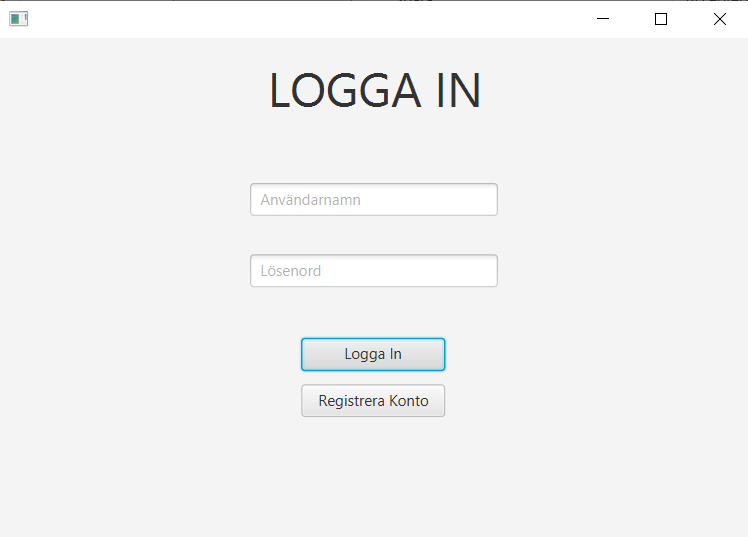 LOGGA IN
Användarnamn
Lösenord
Logga In
Registrera Konto